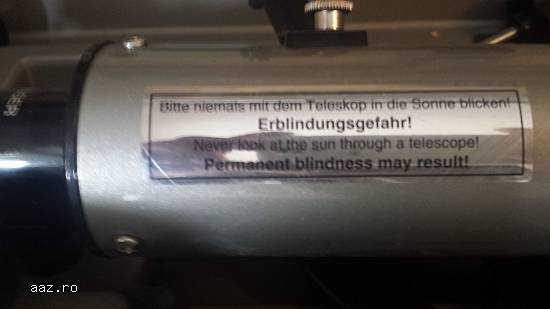 Bitte niemals mit dem Teleskop in die Sonne blicken!
Erblindungsgefahr!
Never look at the sun through a telescope!
Permanent blindness may result!
aaz.ro